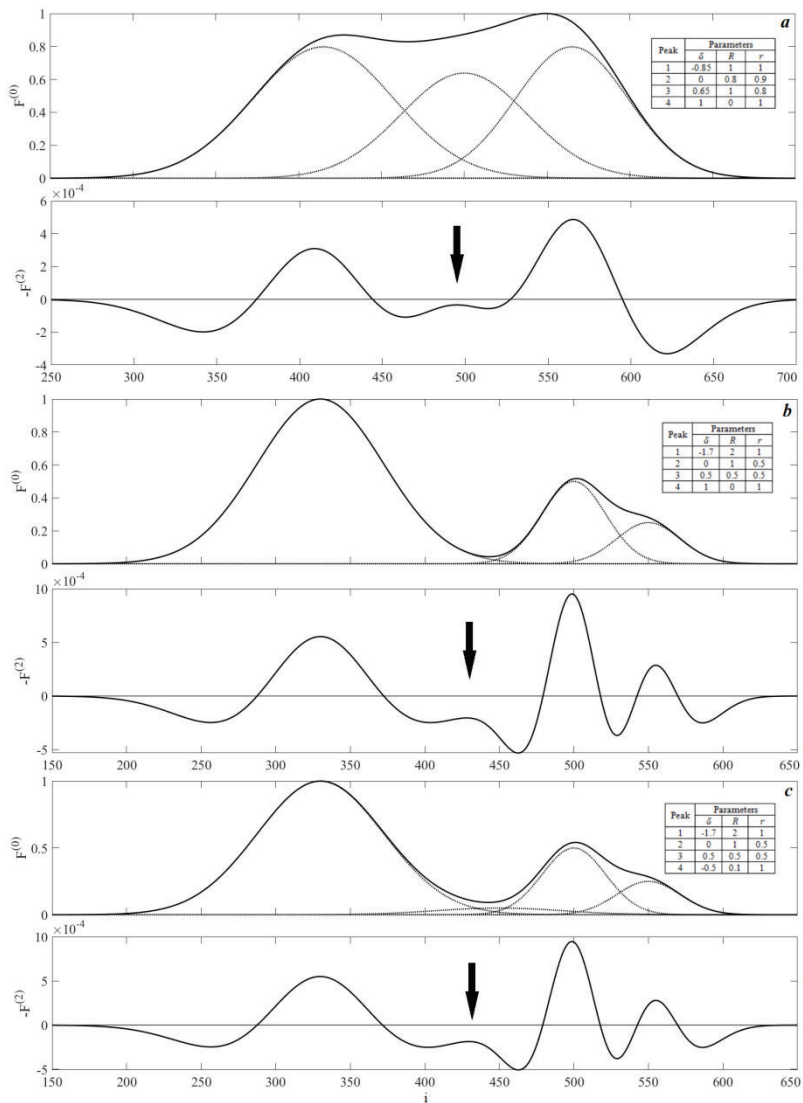 a
1
0.8
0.6
0.4
0.2
0
F(0)
Peak Parameters
δ R r
1 -0.85 1 1
2 0 0.8 0.9
3 0.65 1 0.8
4 1 0 1
×10-4
6
4
2
0
-2
-4
-F(2)
250 300 350 400 450 500 550 600 650 700
b
1
0.8
0.6
0.4
0.2
0
F(0)
Peak Parameters
δ R r
1 -1.7 2 1
2 0 1 0.5
3 0.5 0.5 0.5
4 1 0 1
×10-4
10
5
0
-5
-F(2)
150 200 250 300 350 400 450 500 550 600 650
c
1
0.5
0
F(0)
Peak Parameters
δ R r
1 -1.7 2 1
2 0 1 0.5
3 0.5 0.5 0.5
4 -0.5 0.1 1
×10-4
10
5
0
-5
-F(2)
150 200 250 300 350 400 450 500 550 600 650
i